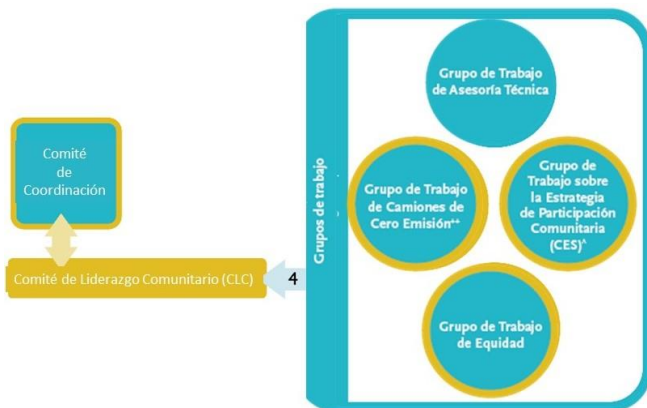 Comité
de
Coordinación
Comité de Liderazgo Comunitario (CLC)
4
Grupos de trabajo
Grupo de Trabajo
de Asesoría Técnica
Grupo de Trabajo
de Camiones de
Cero Emisión++
Grupo de
Trabajo sobre
la Estrategia
de Participación
Comunitaria
(CES)^
Grupo de Trabajo
de Equidad